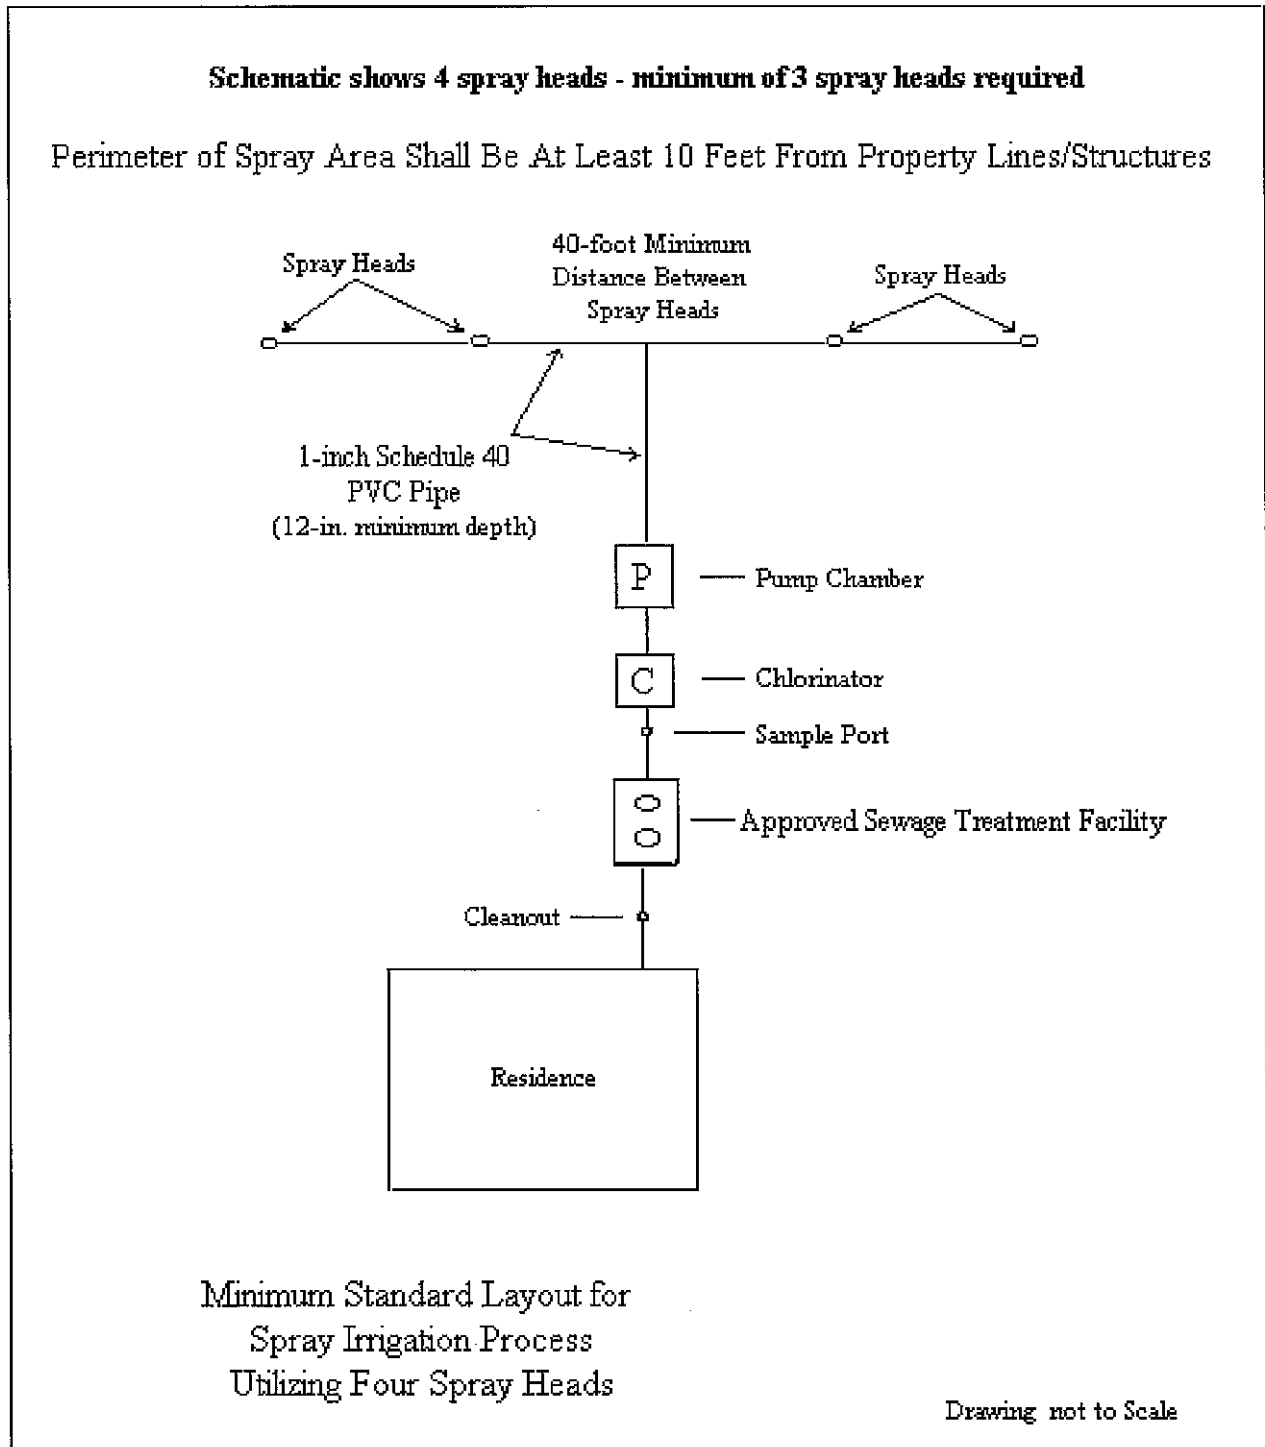 Schematic shows 4 spray heads - minimum of 3 spray heads required
Perimeter of Spray Area Shall Be At Least 10 Feet From Property Lines/Structures
Spray Heads
40-foot Minimum
Distance Between
Spray Heads
Spray Heads
1-inch Schedule 40
PVC Pipe
(12-in. minimum depth)
P
Pump Chamber
C
Chlorinator
Sample Port
Approved Sewage Treatment Facility
Cleanout
Residence
Minimum Standard Layout for
Spray Irrigation Process
Utilizing Four Spray Heads
Drawing not to Scale